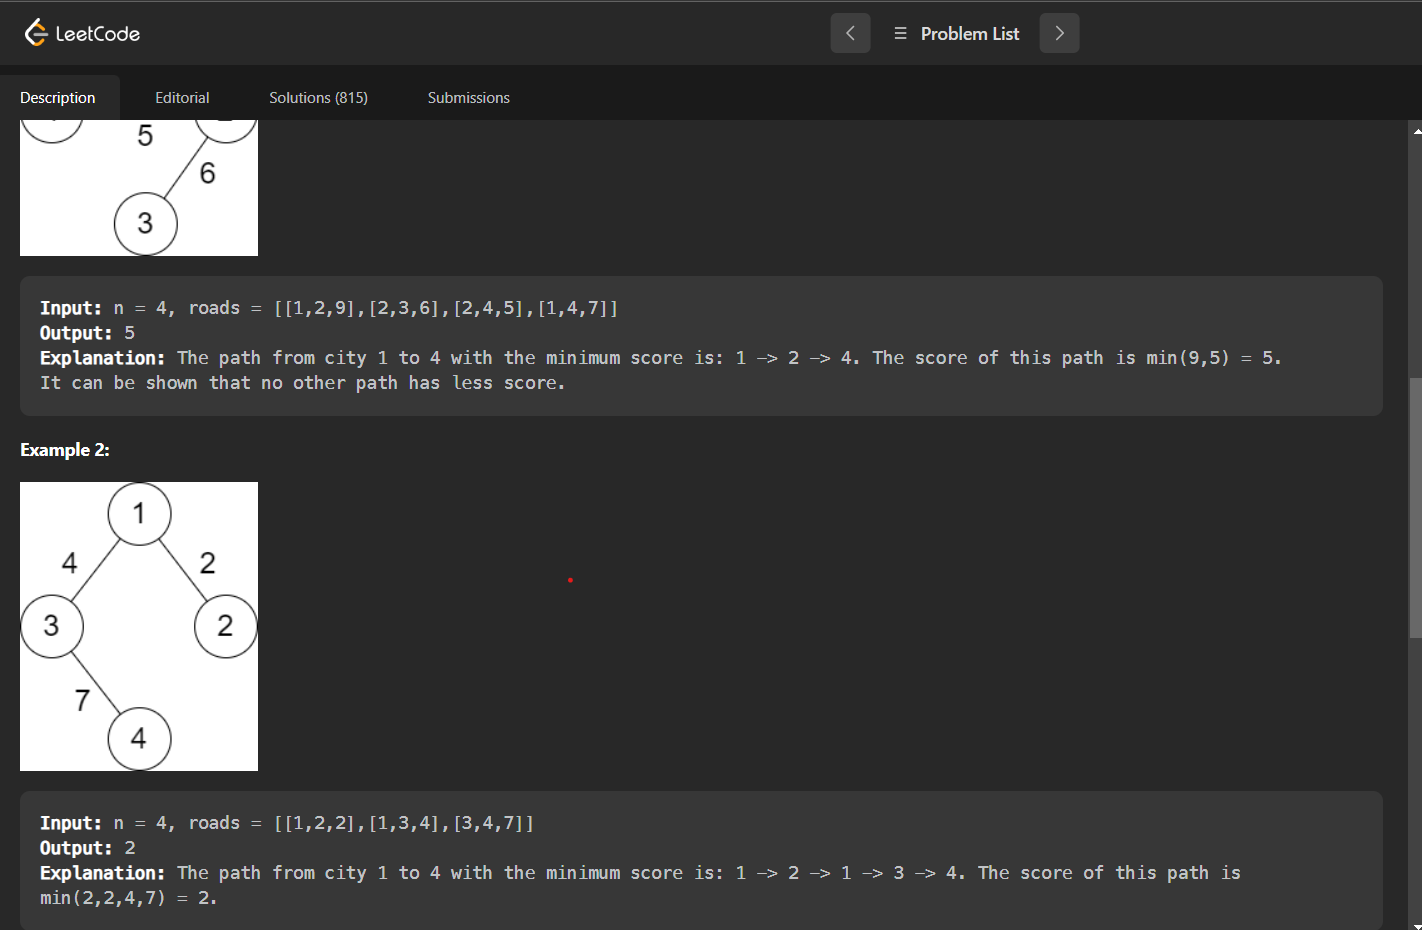 LeetCode
Problem List
Description Editorial Solutions (815) Submissions
5
6
3
Input: n = 4, roads = [[1,2,9],[2,3,6],[2,4,5],[1,4,7]]
Output: 5
Explanation: The path from city 1 to 4 with the minimum score is: 1 -> 2 -> 4. The score of this path is min(9,5) = 5.
It can be shown that no other path has less score.
Example 2:
1
4 2
3 2
7
4
Input: n = 4, roads = [[1,2,2],[1,3,4],[3,4,7]]
Output: 2
Explanation: The path from city 1 to 4 with the minimum score is: 1 -> 2 -> 1 -> 3 -> 4. The score of this path is
min(2,2,4,7) = 2.